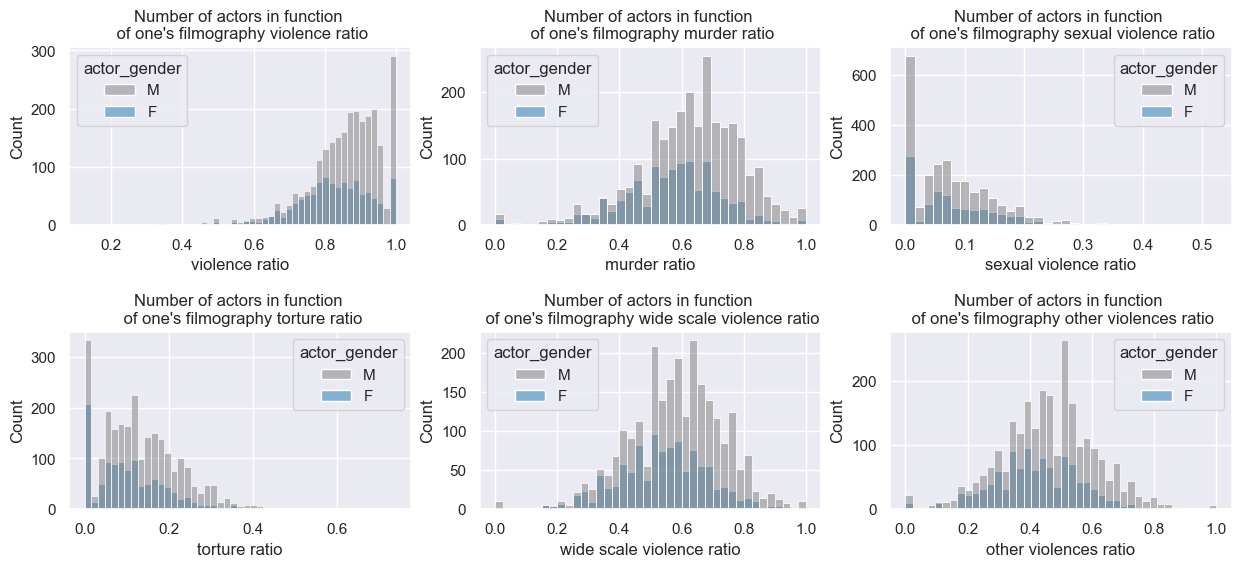 Number of actors in function
of one's filmography violence ratio
300
200
100
0
Count
actor_gender
M
F
0.2 0.4 0.6 0.8 1.0
violence ratio
Number of actors in function
of one's filmography murder ratio
200
100
0
Count
actor_gender
M
F
0.0 0.2 0.4 0.6 0.8 1.0
murder ratio
Number of actors in function
of one's filmography sexual violence ratio
600
400
200
0
Count
actor_gender
M
F
0.0 0.1 0.2 0.3 0.4 0.5
sexual violence ratio
Number of actors in function
of one's filmography torture ratio
300
200
100
0
Count
actor_gender
M
F
0.0 0.2 0.4 0.6
torture ratio
Number of actors in function
of one's filmography wide scale violence ratio
200
150
100
50
0
Count
actor_gender
M
F
0.0 0.2 0.4 0.6 0.8 1.0
wide scale violence ratio
Number of actors in function
of one's filmography other violences ratio
200
100
0
Count
actor_gender
M
F
0.0 0.2 0.4 0.6 0.8 1.0
other violences ratio